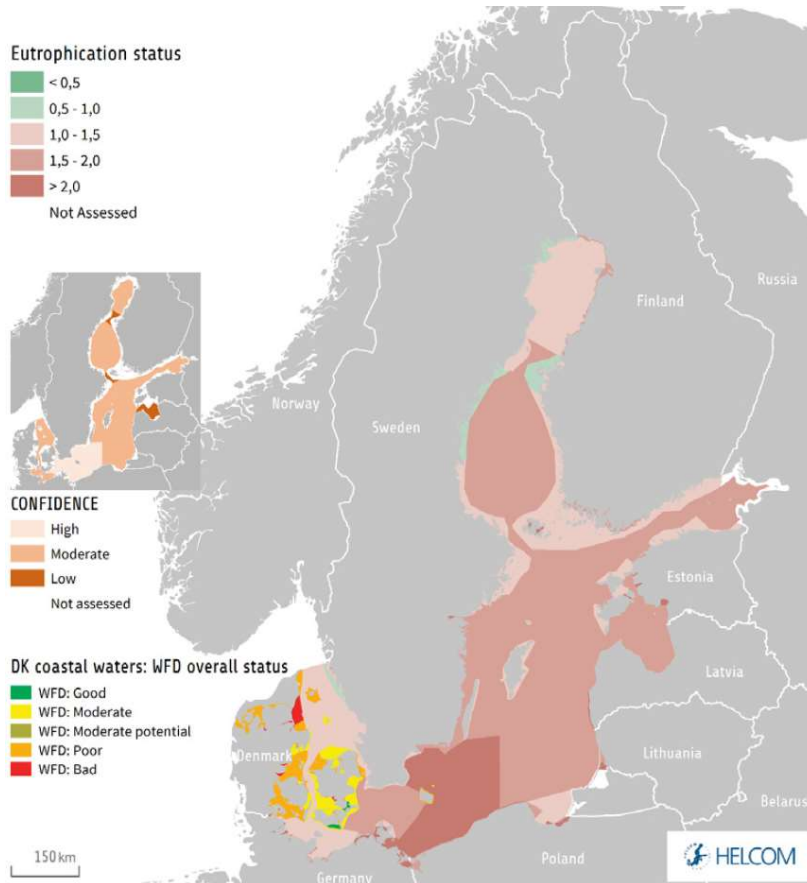 Eutrophication status
< 0,5
0,5 - 1,0
1,0 - 1,5
1,5 - 2,0
> 2,0
Not Assessed
Finland
Russia
Norway
Sweden
CONFIDENCE
High
Moderate
Low
Not assessed
Estonia
DK coastal waters: WFD overall status
WFD: Good
WFD: Moderate
WFD: Moderate potential
WFD: Poor
WFD: Bad
Latvia
Denmark
Lithuania
Belarus
150 km
Germany
Poland
HELCOM